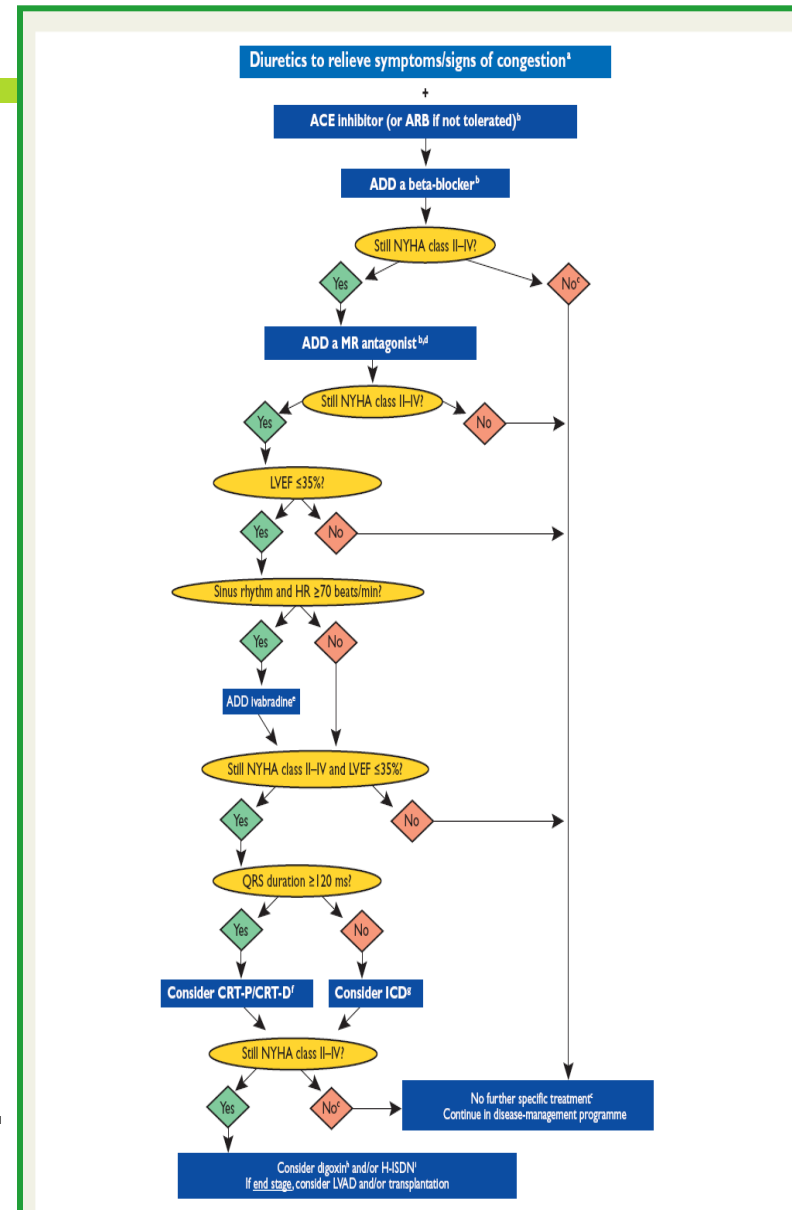 Diuretics to relieve symptoms/signs of congestionᵃ
+
ACE inhibitor (or ARB if not tolerated)ᵇ
ADD a beta-blockerᵇ
Still NYHA class II–IV?
Yes
Noᶜ
ADD a MR antagonistᵇ,ᵈ
Still NYHA class II–IV?
Yes
No
LVEF ≤35%?
Yes
No
Sinus rhythm and HR ≥70 beats/min?
Yes
No
ADD ivabradineᵉ
Still NYHA class II–IV and LVEF ≤35%?
Yes
No
QRS duration ≥120 ms?
Yes
No
Consider CRT-P/CRT-Dᶠ
Consider ICDᵍ
Still NYHA class II–IV?
Yes
Noᶜ
No further specific treatmentᶜ
Continue in disease-management programme
Consider digoxinʰ and/or H-ISDNⁱ
If end stage, consider LVAD and/or transplantation